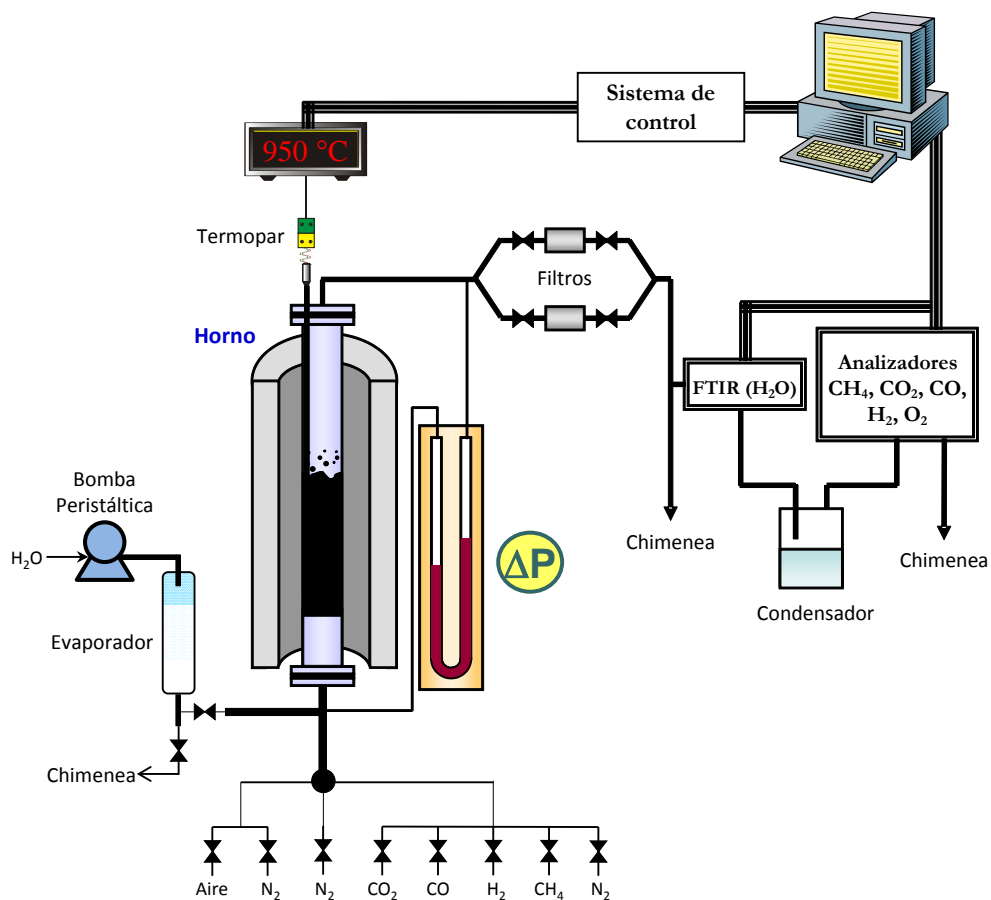 Sistema de
control
950 °C
Termopar
Filtros
Horno
Analizadores
CH₄, CO₂, CO,
H₂, O₂
FTIR (H₂O)
Bomba
Peristáltica
H₂O
ΔP
Chimenea
Chimenea
Condensador
Evaporador
Chimenea
Aire
N₂
N₂
CO₂
CO
H₂
CH₄
N₂